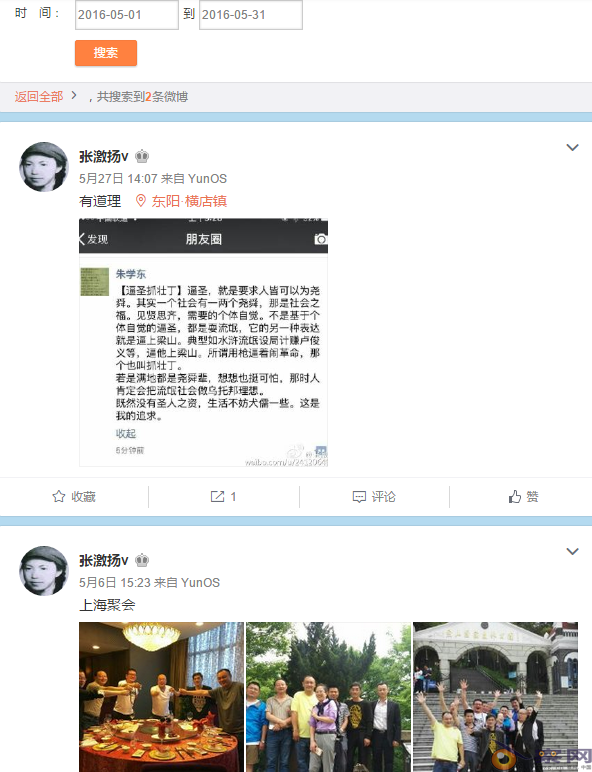 时 间： 2016-05-01 到 2016-05-31
搜索
返回全部 > ，共搜索到2条微博
张激扬v
5月27日 14:07 来自 YunOS
有道理 东阳·横店镇
发现 朋友圈
朱学东
【逼圣抓壮丁】逼圣，就是要求人皆可以为尧
舜。其实一个社会有一两个尧舜，那是社会之
福。见贤思齐，需要的个体自觉。不是基于个
体自觉的逼圣，都是耍流氓，它的另一种表达
就是逼上梁山。典型如水浒流氓设局计赚卢俊
义等，逼他上梁山。所谓用枪逼着闹革命，那
个也叫抓壮丁。
若是满地都是尧舜辈，想想也挺可怕，那时人
肯定会把流氓社会做乌托邦理想。
既然没有圣人之资，生活不妨犬儒一些。这是
我的追求。
收起
5分钟前
收藏 1 评论 赞
张激扬v
5月6日 15:23 来自 YunOS
上海聚会